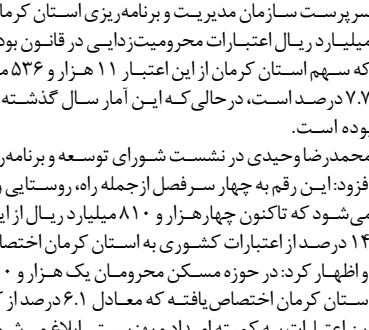 سرپرست سازمان مدیریت و برنامه‌ریزی استان کرما
میلیارد ریال اعتبارات محرومیت‌زدایی در قانون بود
که سهم استان کرمان از این اعتبار ۱۱ هزار و ۵۳۶ م
۷.۷ درصد است، درحالی‌که این آمار سال گذشته
بوده است.
محمدرضا وحیدی در نشست شورای توسعه و برنامه‌ر
فزود: این رقم به چهار سرفصل ازجمله راه، روستایی و
می‌شود که تاکنون چهارهزار و ۸۱۰ میلیارد ریال از ای
۱۴ درصد از اعتبارات کشوری به استان کرمان اختصا
و اظهار کرد: در حوزه مسکن محرومان یک هزار و ۰
ستان کرمان اختصاص‌یافته که معادل ۶.۱ درصد از ک